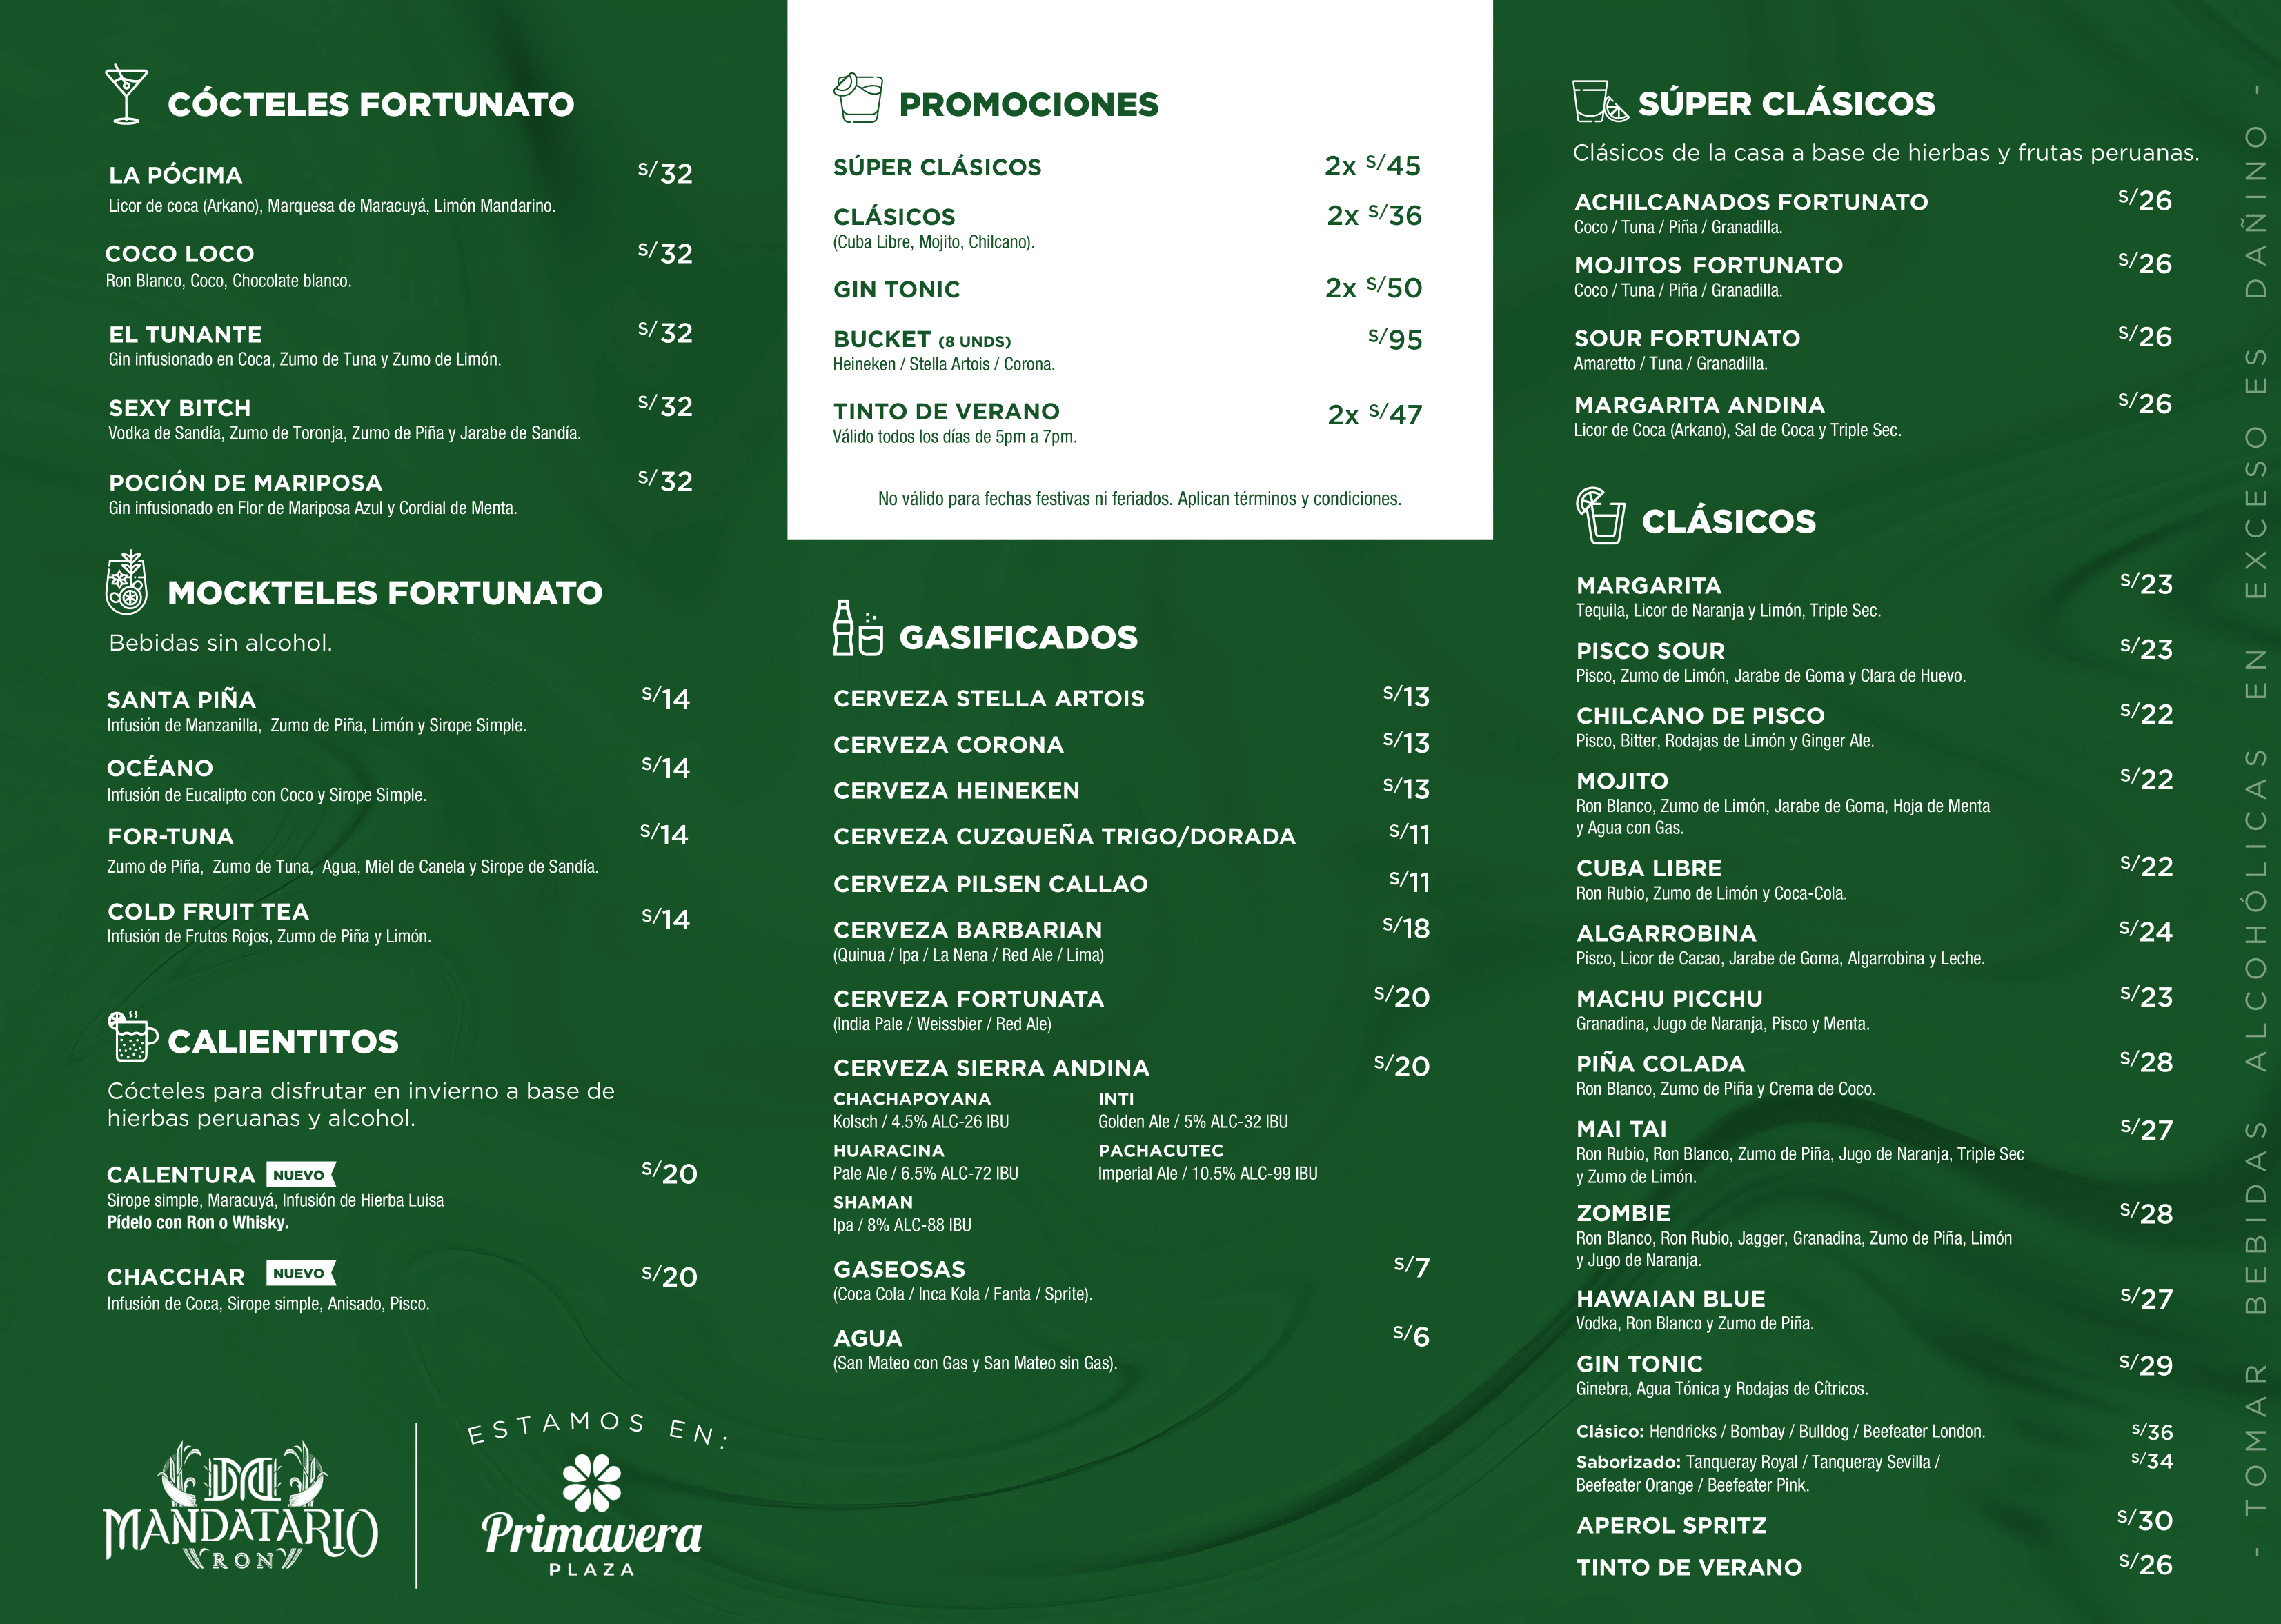 CÓCTELES FORTUNATO
LA PÓCIMA S/32
Licor de coca (Arkano), Marquesa de Maracuyá, Limón Mandarino.
COCO LOCO S/32
Ron Blanco, Coco, Chocolate blanco.
EL TUNANTE S/32
Gin infusionado en Coca, Zumo de Tuna y Zumo de Limón.
SEXY BITCH S/32
Vodka de Sandía, Zumo de Toronja, Zumo de Piña y Jarabe de Sandía.
POCIÓN DE MARIPOSA S/32
Gin infusionado en Flor de Mariposa Azul y Cordial de Menta.
MOCKTELES FORTUNATO
Bebidas sin alcohol.
SANTA PIÑA S/14
Infusión de Manzanilla, Zumo de Piña, Limón y Sirope Simple.
OCÉANO S/14
Infusión de Eucalipto con Coco y Sirope Simple.
FOR-TUNA S/14
Zumo de Piña, Zumo de Tuna, Agua, Miel de Canela y Sirope de Sandía.
COLD FRUIT TEA S/14
Infusión de Frutos Rojos, Zumo de Piña y Limón.
CALIENTITOS
Cócteles para disfrutar en invierno a base de
hierbas peruanas y alcohol.
CALENTURA NUEVO S/20
Sirope simple, Maracuyá, Infusión de Hierba Luisa
Pídelo con Ron o Whisky.
CHACCHAR NUEVO S/20
Infusión de Coca, Sirope simple, Anisado, Pisco.
MANDATARIO
RON
ESTAMOS EN:
Primavera
PLAZA
PROMOCIONES
SÚPER CLÁSICOS 2x S/45
CLÁSICOS 2x S/36
(Cuba Libre, Mojito, Chilcano).
GIN TONIC 2x S/50
BUCKET (8 UNDS) S/95
Heineken / Stella Artois / Corona.
TINTO DE VERANO 2x S/47
Válido todos los días de 5pm a 7pm.
No válido para fechas festivas ni feriados. Aplican términos y condiciones.
GASIFICADOS
CERVEZA STELLA ARTOIS S/13
CERVEZA CORONA S/13
CERVEZA HEINEKEN S/13
CERVEZA CUZQUEÑA TRIGO/DORADA S/11
CERVEZA PILSEN CALLAO S/11
CERVEZA BARBARIAN S/18
(Quinua / Ipa / La Nena / Red Ale / Lima)
CERVEZA FORTUNATA S/20
(India Pale / Weissbier / Red Ale)
CERVEZA SIERRA ANDINA S/20
CHACHAPOYANA INTI
Kolsch / 4.5% ALC-26 IBU Golden Ale / 5% ALC-32 IBU
HUARACINA PACHACUTEC
Pale Ale / 6.5% ALC-72 IBU Imperial Ale / 10.5% ALC-99 IBU
SHAMAN
Ipa / 8% ALC-88 IBU
GASEOSAS S/7
(Coca Cola / Inca Kola / Fanta / Sprite).
AGUA S/6
(San Mateo con Gas y San Mateo sin Gas).
SÚPER CLÁSICOS
Clásicos de la casa a base de hierbas y frutas peruanas.
ACHILCANADOS FORTUNATO S/26
Coco / Tuna / Piña / Granadilla.
MOJITOS FORTUNATO S/26
Coco / Tuna / Piña / Granadilla.
SOUR FORTUNATO S/26
Amaretto / Tuna / Granadilla.
MARGARITA ANDINA S/26
Licor de Coca (Arkano), Sal de Coca y Triple Sec.
CLÁSICOS
MARGARITA S/23
Tequila, Licor de Naranja y Limón, Triple Sec.
PISCO SOUR S/23
Pisco, Zumo de Limón, Jarabe de Goma y Clara de Huevo.
CHILCANO DE PISCO S/22
Pisco, Bitter, Rodajas de Limón y Ginger Ale.
MOJITO S/22
Ron Blanco, Zumo de Limón, Jarabe de Goma, Hoja de Menta
y Agua con Gas.
CUBA LIBRE S/22
Ron Rubio, Zumo de Limón y Coca-Cola.
ALGARROBINA S/24
Pisco, Licor de Cacao, Jarabe de Goma, Algarrobina y Leche.
MACHU PICCHU S/23
Granadina, Jugo de Naranja, Pisco y Menta.
PIÑA COLADA S/28
Ron Blanco, Zumo de Piña y Crema de Coco.
MAI TAI S/27
Ron Rubio, Ron Blanco, Zumo de Piña, Jugo de Naranja, Triple Sec
y Zumo de Limón.
ZOMBIE S/28
Ron Blanco, Ron Rubio, Jagger, Granadina, Zumo de Piña, Limón
y Jugo de Naranja.
HAWAIAN BLUE S/27
Vodka, Ron Blanco y Zumo de Piña.
GIN TONIC S/29
Ginebra, Agua Tónica y Rodajas de Cítricos.
Clásico: Hendricks / Bombay / Bulldog / Beefeater London. S/36
Saborizado: Tanqueray Royal / Tanqueray Sevilla / S/34
Beefeater Orange / Beefeater Pink.
APEROL SPRITZ S/30
TINTO DE VERANO S/26
- TOMAR BEBIDAS ALCOHÓLICAS EN EXCESO ES DAÑINO -